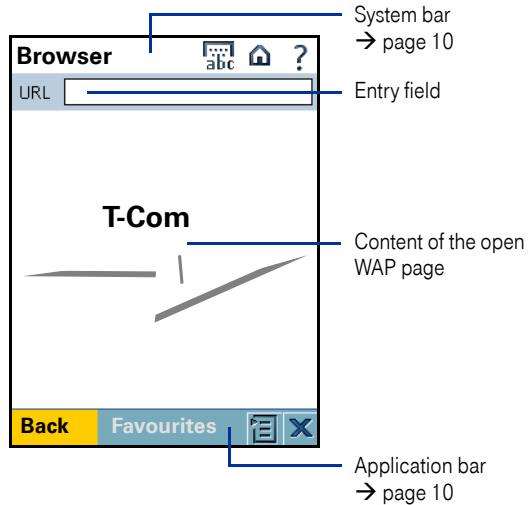 System bar
→ page 10
Browser abc ?
URL
Entry field
T-Com
Content of the open
WAP page
Back Favourites
Application bar
→ page 10